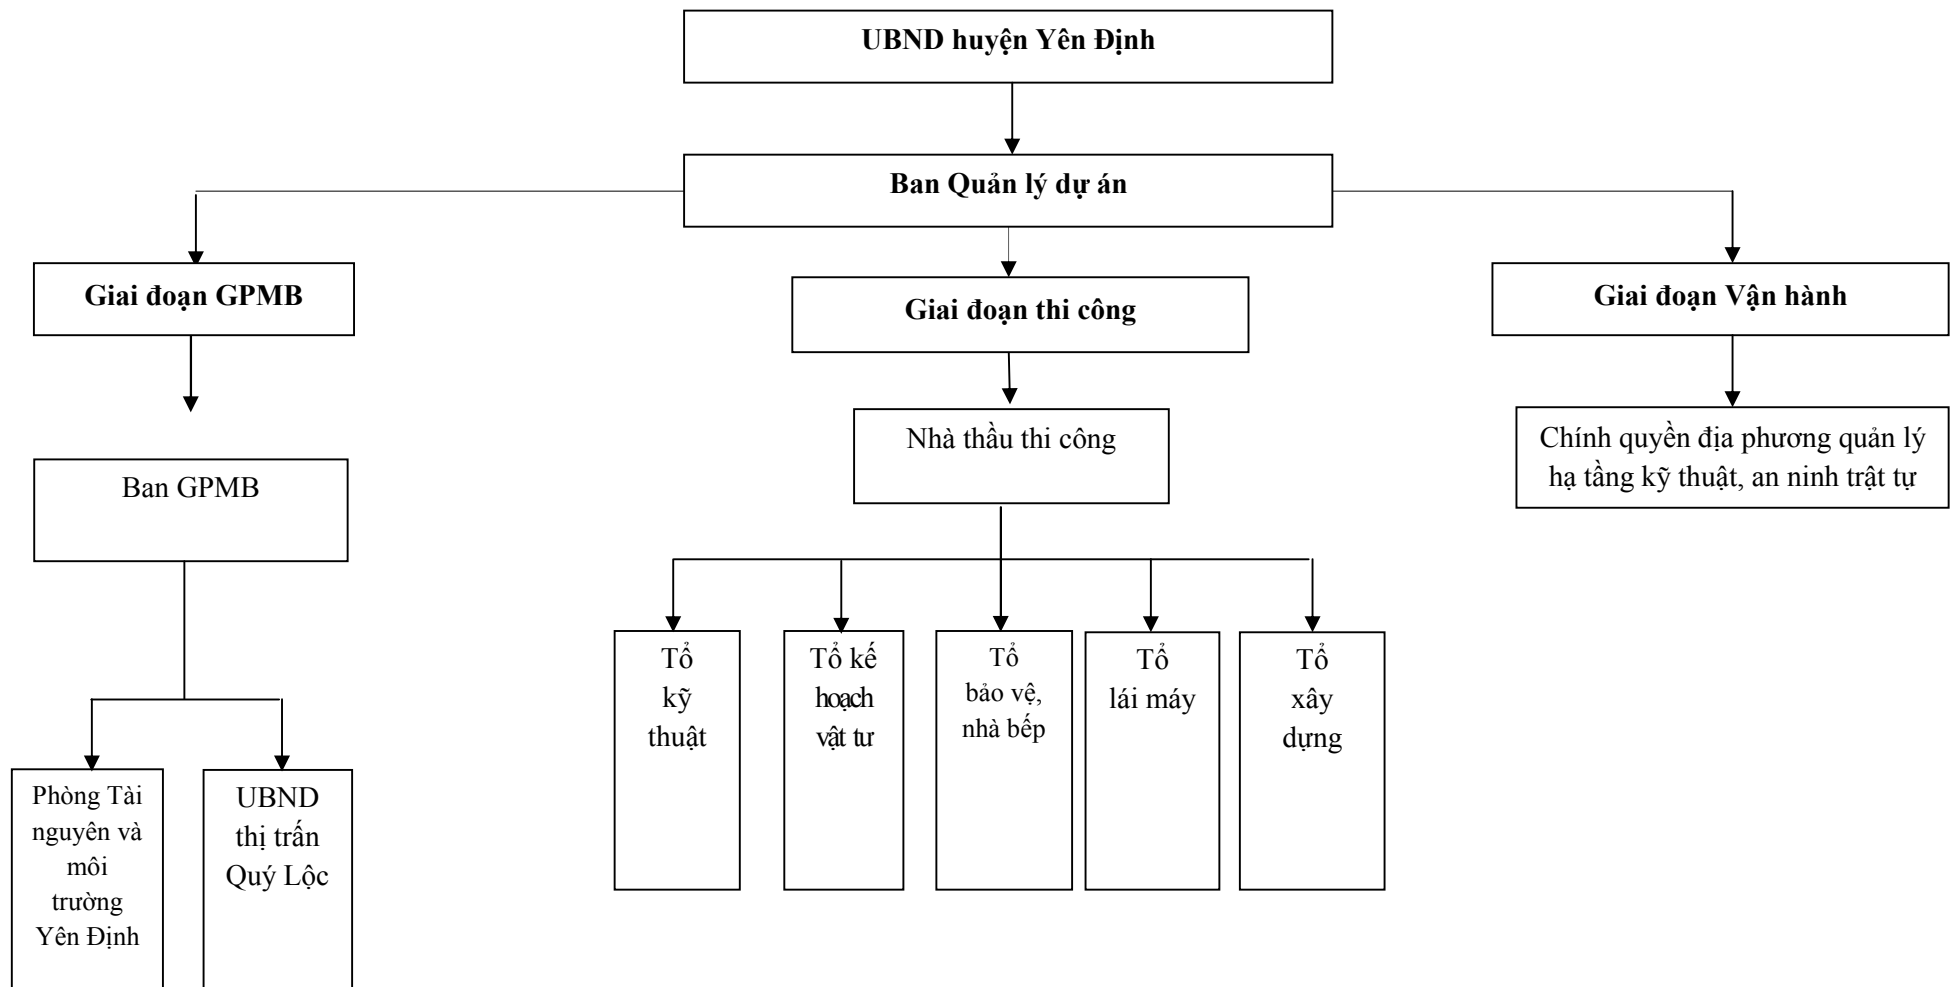 UBND huyện Yên Định
Ban Quản lý dự án
Giai đoạn GPMB
Giai đoạn thi công
Giai đoạn Vận hành
Ban GPMB
Nhà thầu thi công
Chính quyền địa phương quản lý
hạ tầng kỹ thuật, an ninh trật tự
Phòng Tài
nguyên và
môi
trường
Yên Định
UBND
thị trấn
Quý Lộc
Tổ
kỹ
thuật
Tổ kế
hoạch
vật tư
Tổ
bảo vệ,
nhà bếp
Tổ
lái máy
Tổ
xây
dựng